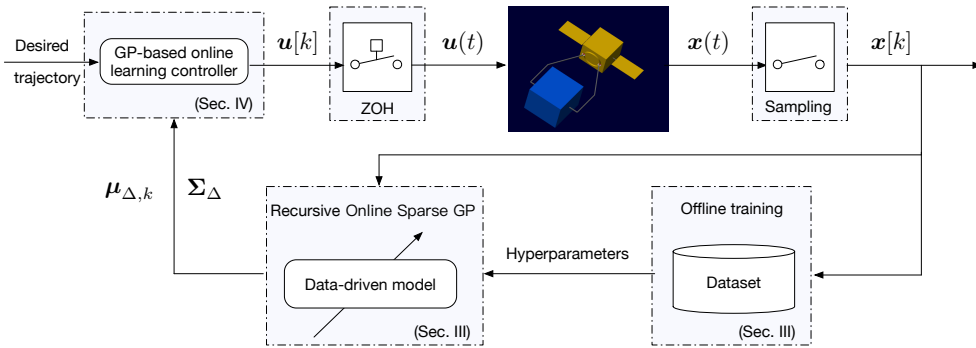 Desired
trajectory
GP-based online
learning controller
(Sec. IV)
u[k]
ZOH
u(t)
x(t)
Sampling
x[k]
μ_{Δ,k}
Σ_Δ
Recursive Online Sparse GP
Data-driven model
(Sec. III)
Hyperparameters
Offline training
Dataset
(Sec. III)